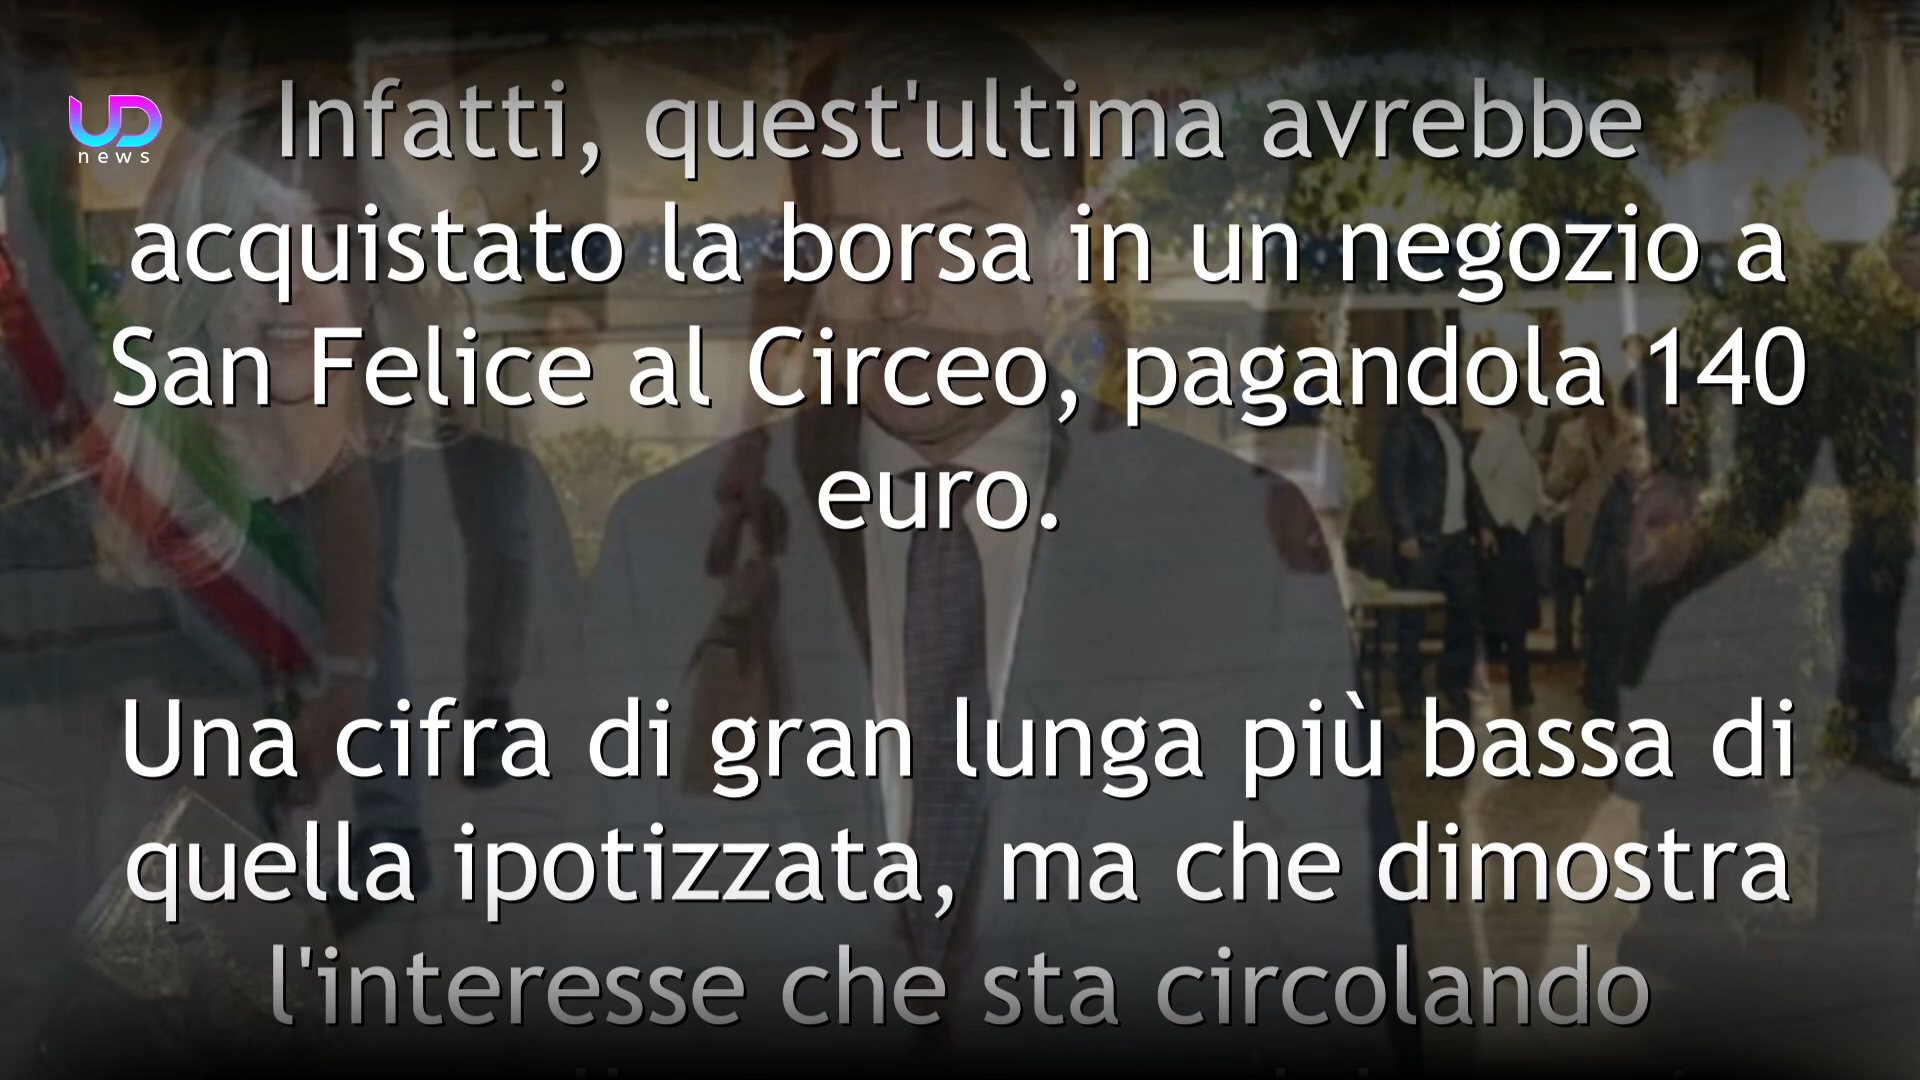 UD
news
Infatti, quest'ultima avrebbe
acquistato la borsa in un negozio a
San Felice al Circeo, pagandola 140
euro.
Una cifra di gran lunga più bassa di
quella ipotizzata, ma che dimostra
l'interesse che sta circolando